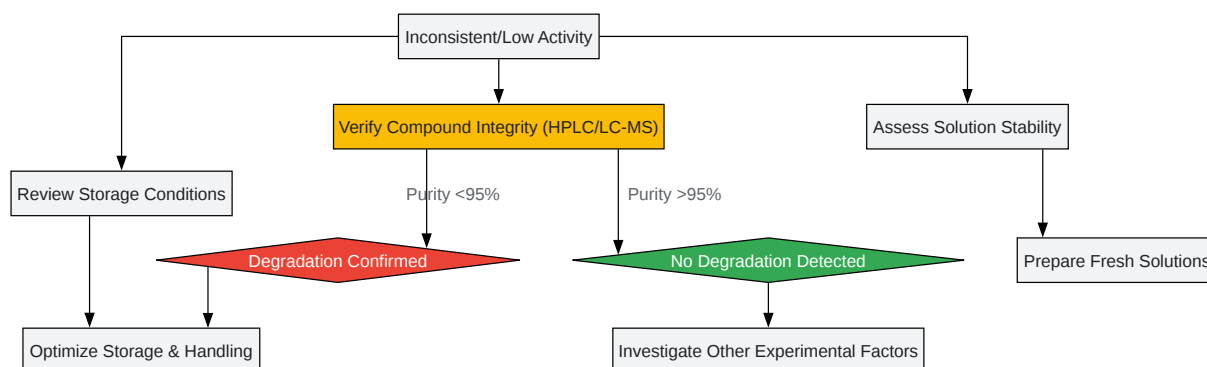 Inconsistent/Low Activity
Verify Compound Integrity (HPLC/LC-MS)
Assess Solution Stability
Review Storage Conditions
Purity <95%
Purity >95%
Degradation Confirmed
No Degradation Detected
Prepare Fresh Solutions
Optimize Storage & Handling
Investigate Other Experimental Factors